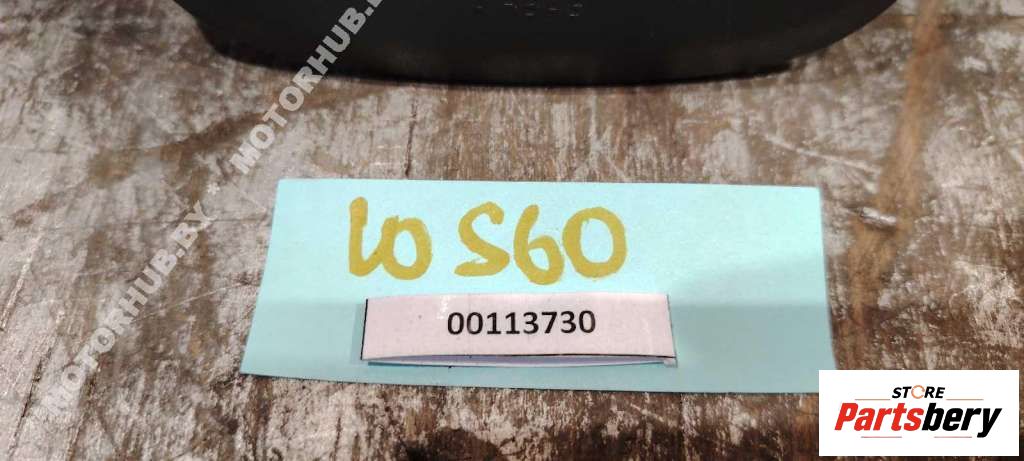 MOTORHUB.BY * MOTORHUB.BY
10 S60
00113730
STORE
Partsbery